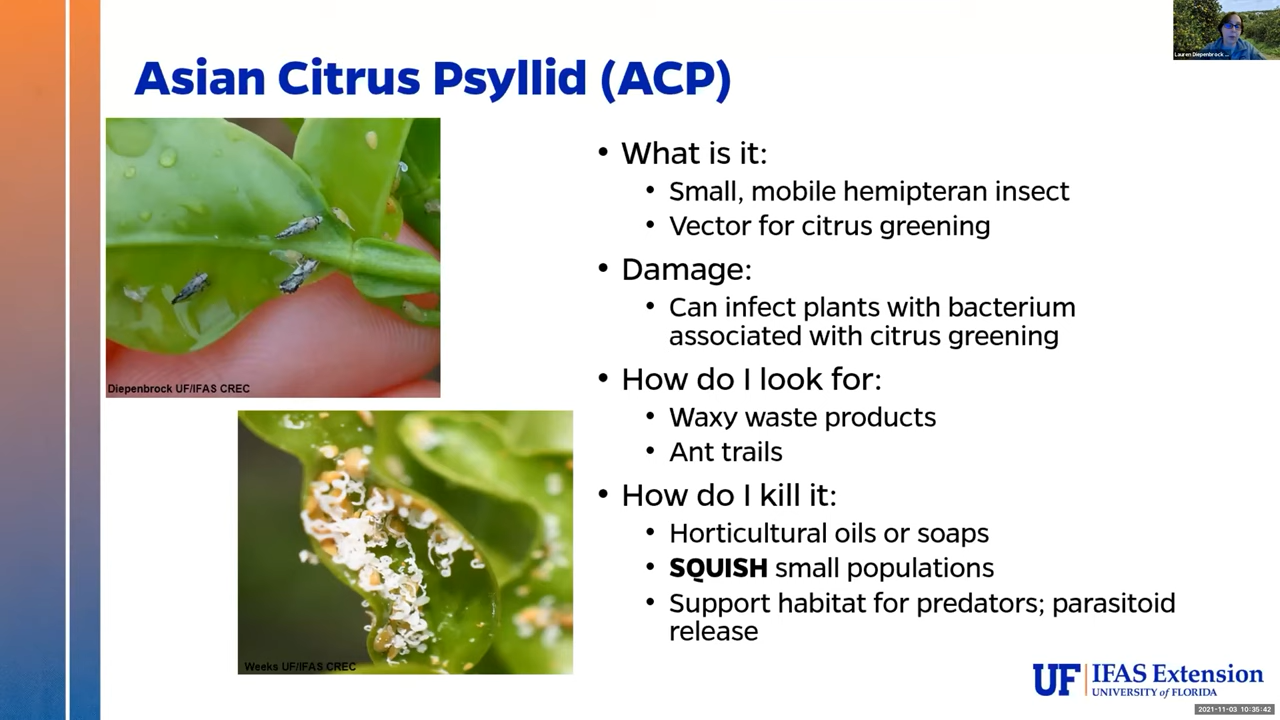 Lauren Diepenbrock ...
Asian Citrus Psyllid (ACP)
Diepenbrock UF/IFAS CREC
Weeks UF/IFAS CREC
• What is it:
• Small, mobile hemipteran insect
• Vector for citrus greening
• Damage:
• Can infect plants with bacterium
associated with citrus greening
• How do I look for:
• Waxy waste products
• Ant trails
• How do I kill it:
• Horticultural oils or soaps
• SQUISH small populations
• Support habitat for predators; parasitoid
release
UF IFAS Extension
UNIVERSITY of FLORIDA
2021-11-03 10:35:42